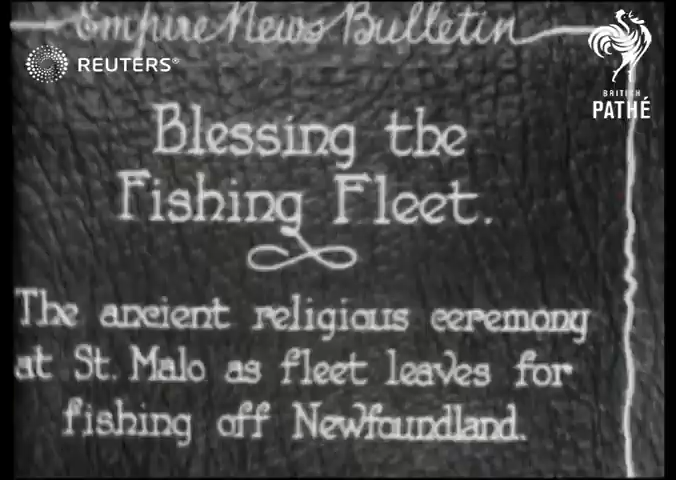 Empire News Bulletin
REUTERS®
BRITISH
PATHÉ
Blessing the
Fishing Fleet.
The ancient religious ceremony
at St. Malo as fleet leaves for
fishing off Newfoundland.